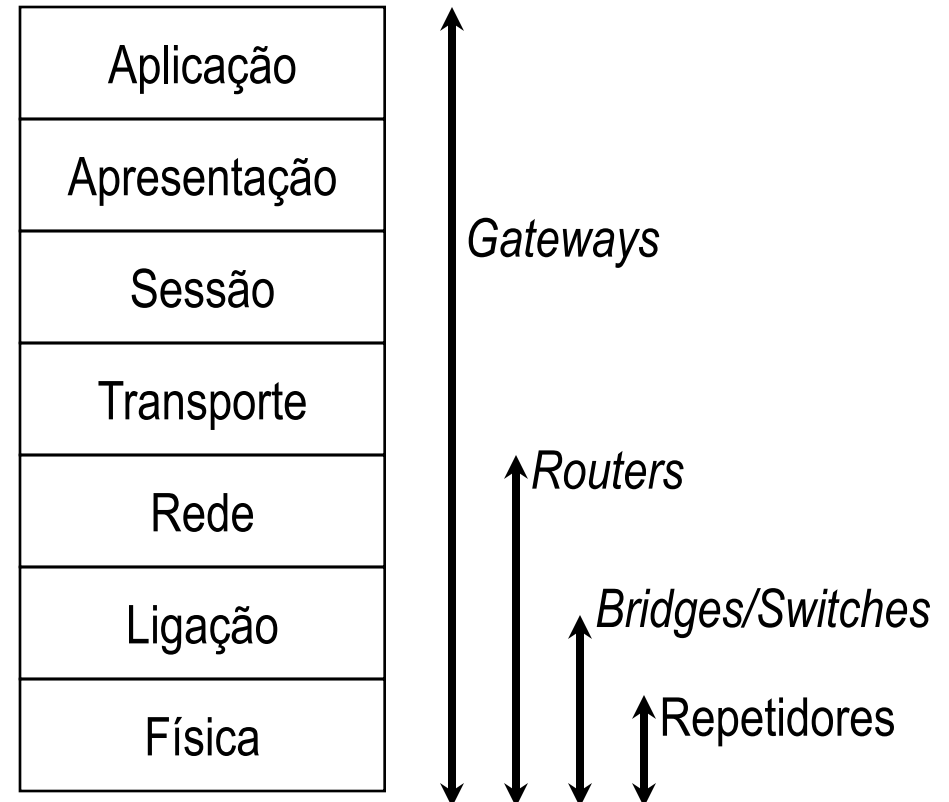 Aplicação
Apresentação
Gateways
Sessão
Transporte
Routers
Rede
Bridges/Switches
Ligação
Repetidores
Física